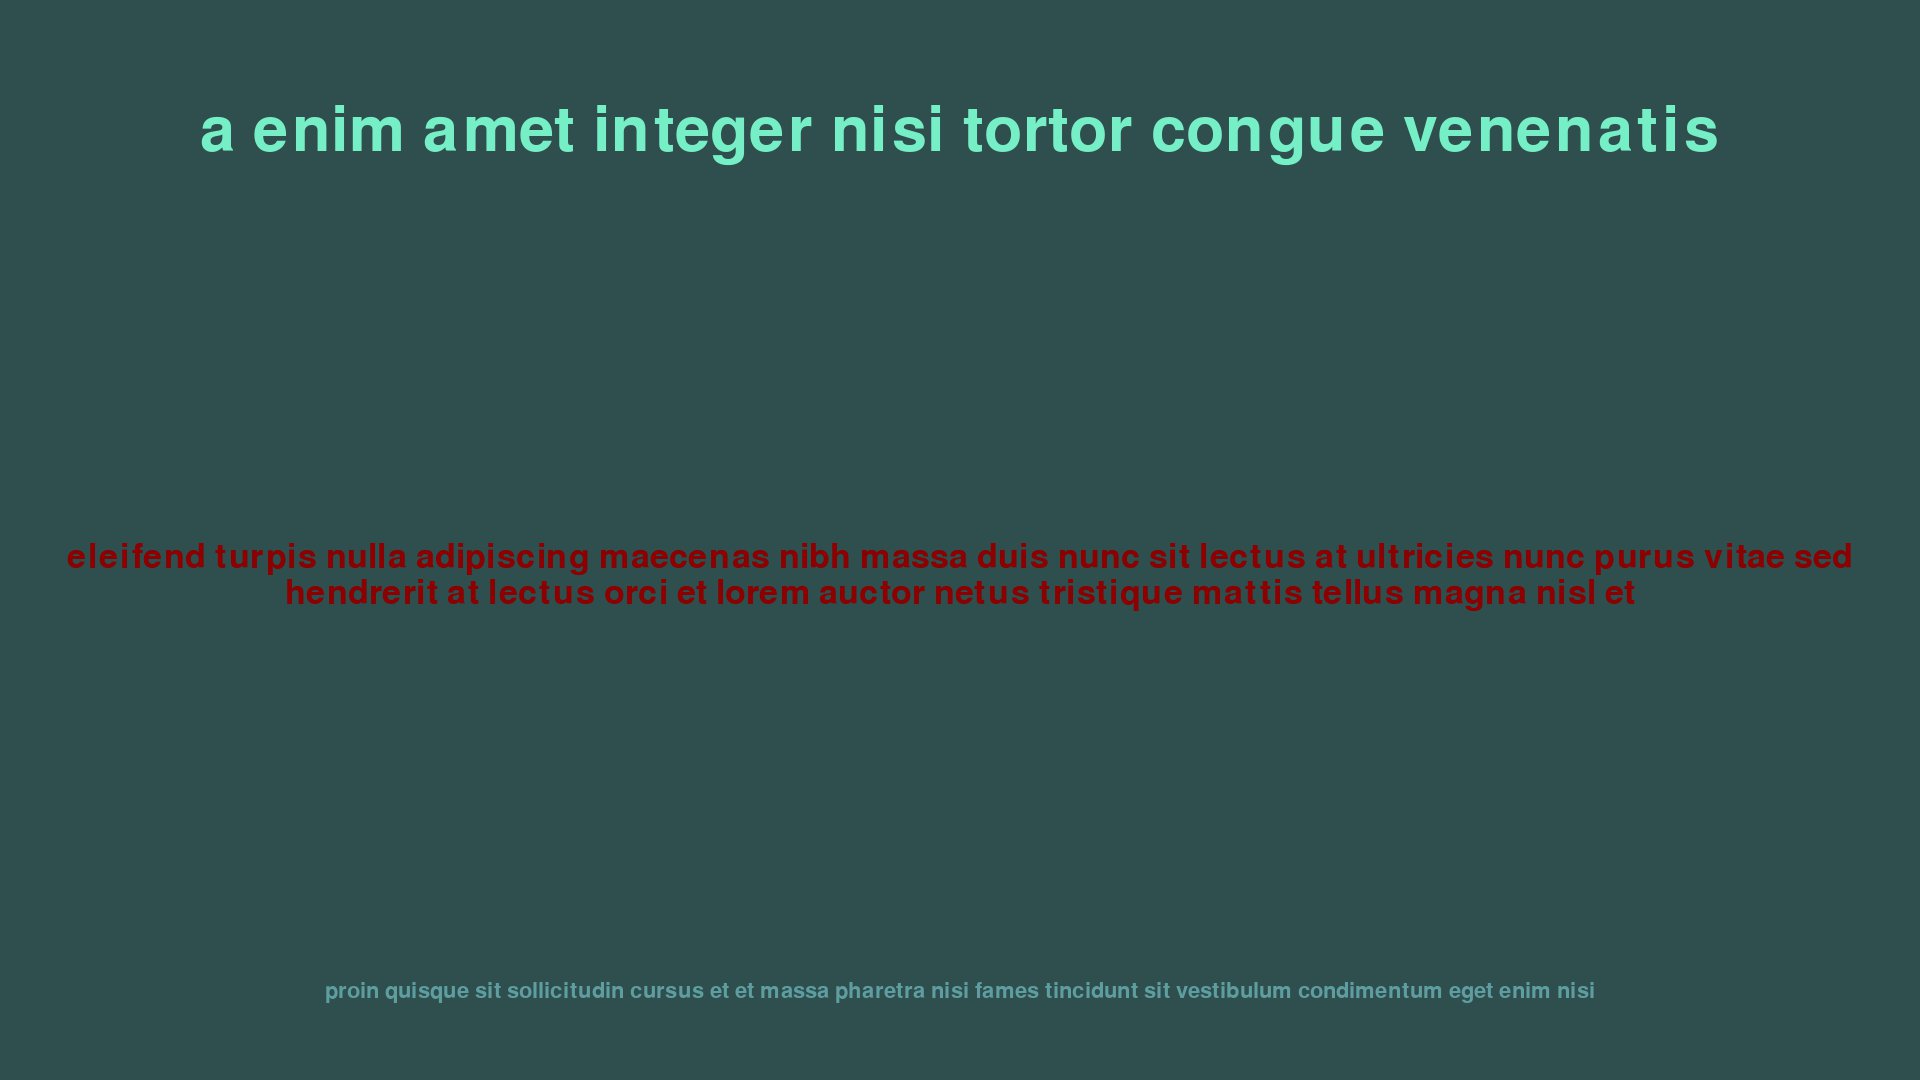 a enim amet integer nisi tortor congue venenatis
eleifend turpis nulla adipiscing maecenas nibh massa duis nunc sit lectus at ultricies nunc purus vitae sed
hendrerit at lectus orci et lorem auctor netus tristique mattis tellus magna nisl et
proin quisque sit sollicitudin cursus et et massa pharetra nisi fames tincidunt sit vestibulum condimentum eget enim nisi